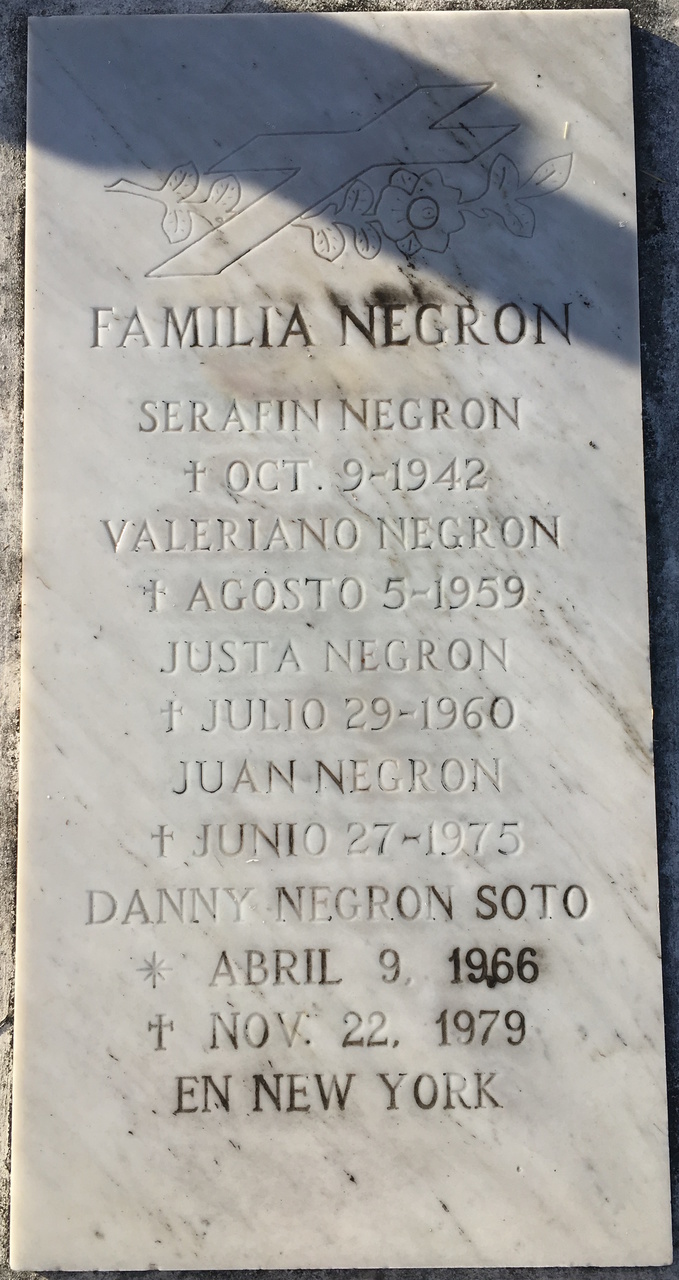 FAMILIA NEGRON
SERAFIN NEGRON
† OCT. 9-1942
VALERIANO NEGRON
† AGOSTO 5-1959
JUSTA NEGRON
† JULIO 29-1960
JUAN NEGRON
† JUNIO 27-1975
DANNY NEGRON SOTO
* ABRIL 9, 1966
† NOV. 22, 1979
EN NEW YORK